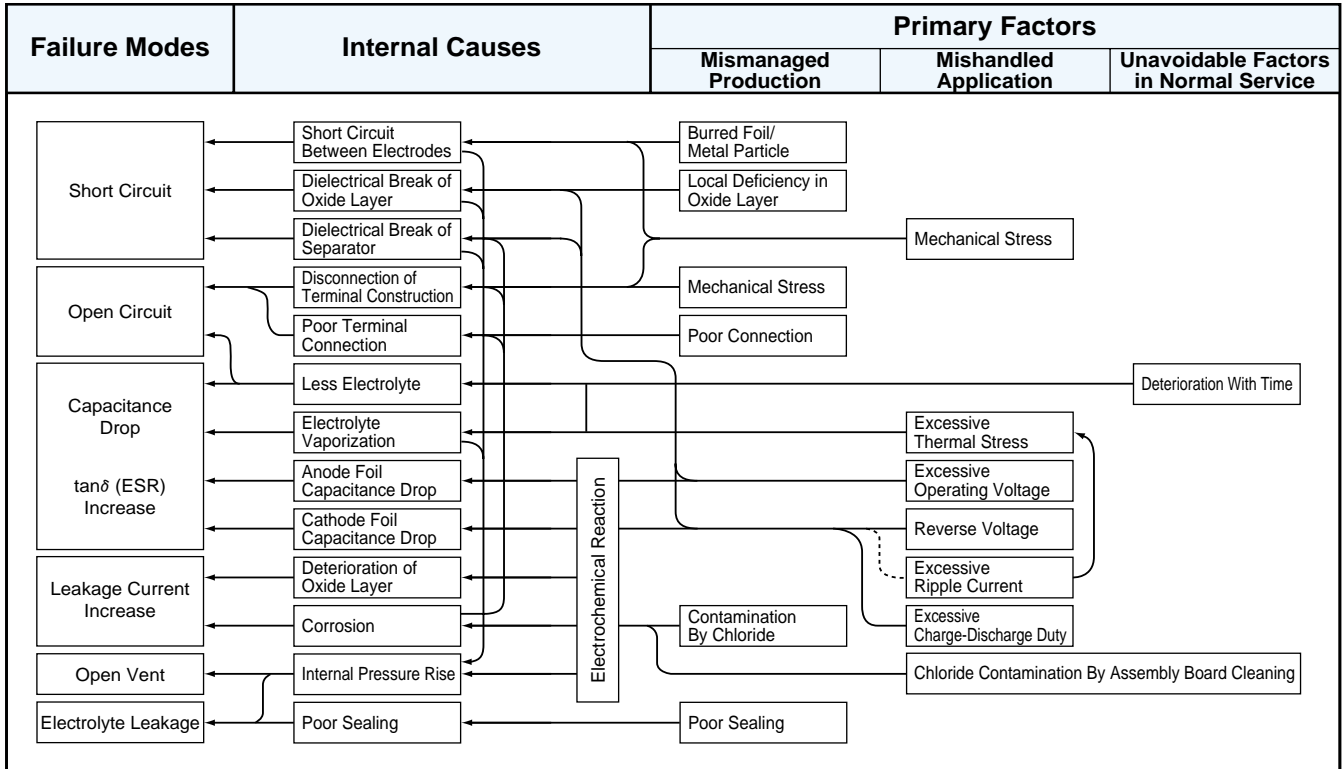 Failure Modes
Internal Causes
Primary Factors
Mismanaged
Production
Mishandled
Application
Unavoidable Factors
in Normal Service
Short Circuit
Open Circuit
Capacitance
Drop
tanδ (ESR)
Increase
Leakage Current
Increase
Open Vent
Electrolyte Leakage
Short Circuit
Between Electrodes
Dielectrical Break of
Oxide Layer
Dielectrical Break of
Separator
Disconnection of
Terminal Construction
Poor Terminal
Connection
Less Electrolyte
Electrolyte
Vaporization
Anode Foil
Capacitance Drop
Cathode Foil
Capacitance Drop
Deterioration of
Oxide Layer
Corrosion
Internal Pressure Rise
Poor Sealing
Electrochemical Reaction
Burred Foil/
Metal Particle
Local Deficiency in
Oxide Layer
Mechanical Stress
Poor Connection
Contamination
By Chloride
Poor Sealing
Mechanical Stress
Excessive
Thermal Stress
Excessive
Operating Voltage
Reverse Voltage
Excessive
Ripple Current
Excessive
Charge-Discharge Duty
Chloride Contamination By Assembly Board Cleaning
Deterioration With Time